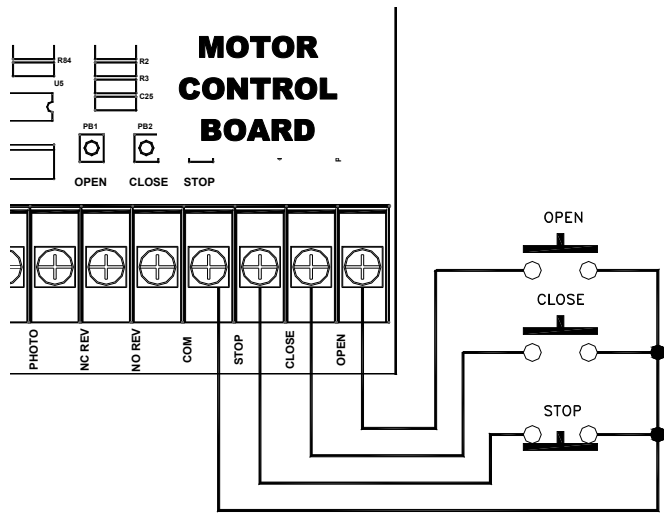 MOTOR
CONTROL
BOARD
R84
R2
U5
R3
C25
PB1
PB2
OPEN
CLOSE
STOP
PHOTO
NC REV
NO REV
COM
STOP
CLOSE
OPEN
OPEN
CLOSE
STOP